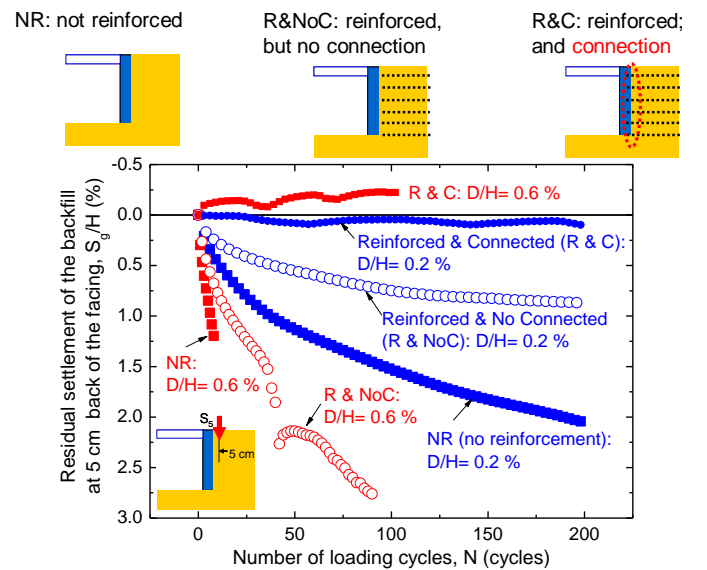 NR: not reinforced
R&NoC: reinforced,
but no connection
R&C: reinforced;
and connection
Residual settlement of the backfill
at 5 cm back of the facing, S_g/H (%)
-0.5
0.0
0.5
1.0
1.5
2.0
2.5
3.0
R & C: D/H= 0.6 %
Reinforced & Connected (R & C):
D/H= 0.2 %
Reinforced & No Connected
(R & NoC): D/H= 0.2 %
NR:
D/H= 0.6 %
R & NoC:
D/H= 0.6 %
NR (no reinforcement):
D/H= 0.2 %
S_5
5 cm
0
50
100
150
200
Number of loading cycles, N (cycles)